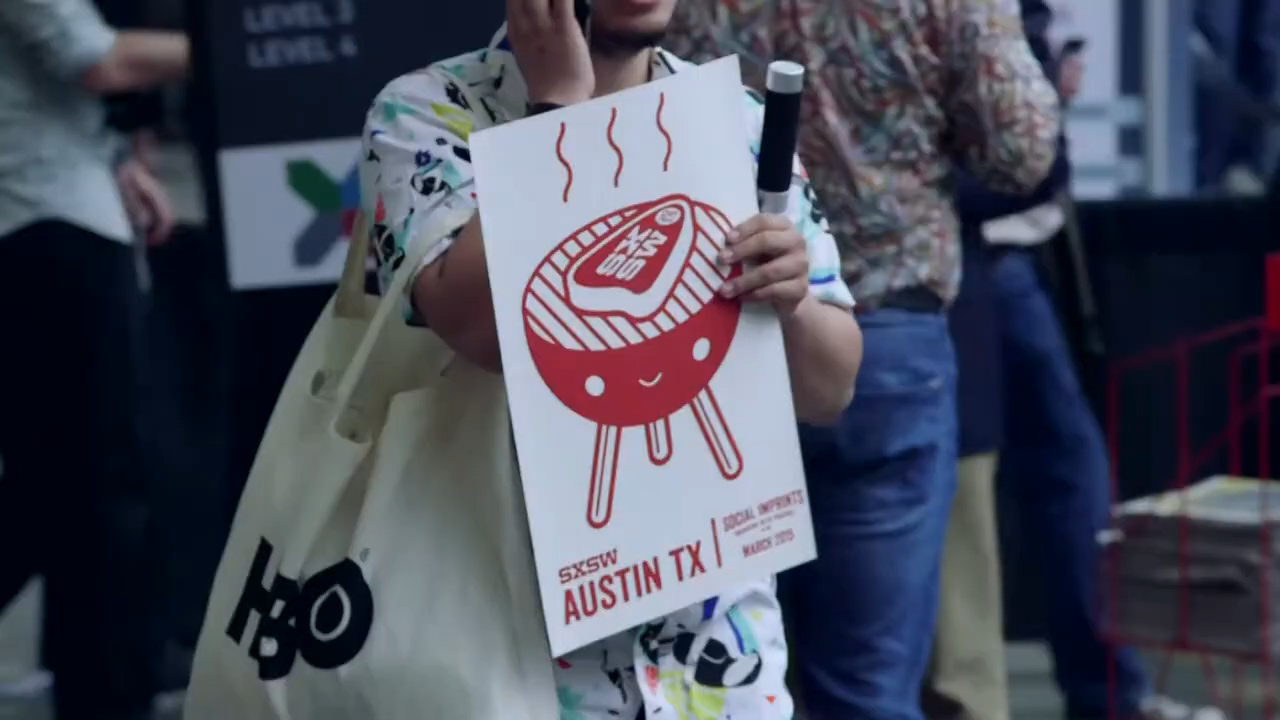 LEVEL 3
LEVEL 4
SXSW
SXSW
AUSTIN TX
SOCIAL IMPRINTS
MARCH 2015
HBO